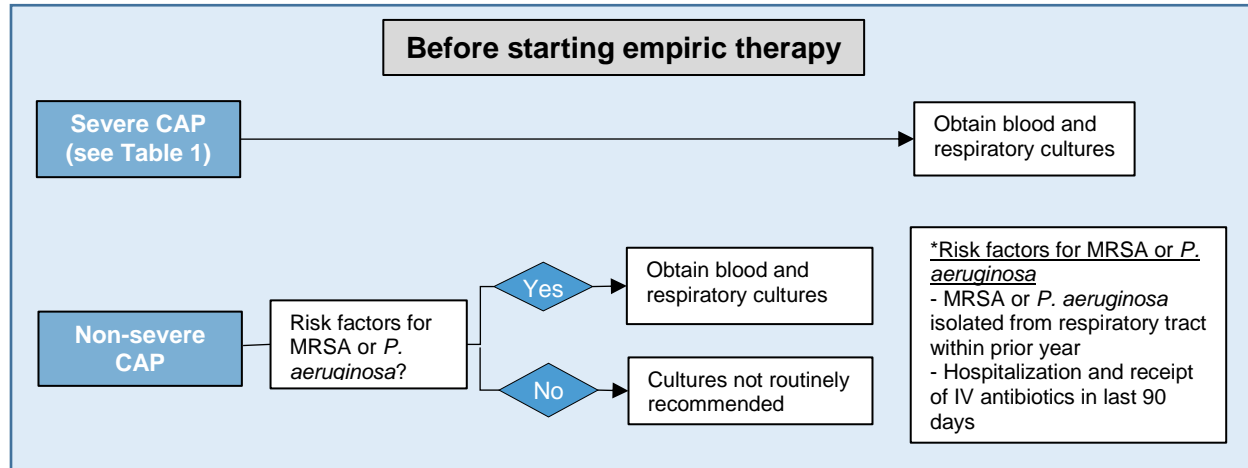 Before starting empiric therapy
Severe CAP
(see Table 1)
Obtain blood and
respiratory cultures
Non-severe
CAP
Risk factors for
MRSA or P.
aeruginosa?
Yes
Obtain blood and
respiratory cultures
No
Cultures not routinely
recommended
*Risk factors for MRSA or P.
aeruginosa
- MRSA or P. aeruginosa
isolated from respiratory tract
within prior year
- Hospitalization and receipt
of IV antibiotics in last 90
days